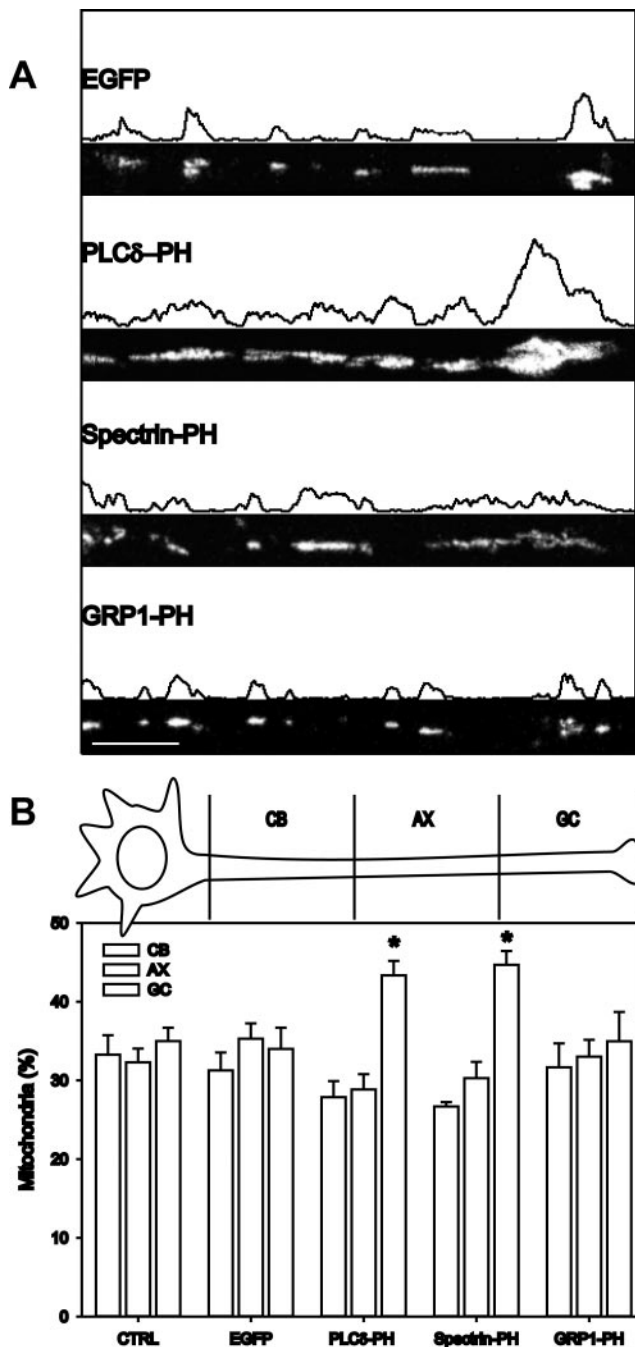 A
EGFP
PLCδ–PH
Spectrin-PH
GRP1-PH
B
CB AX GC
50
40
30
20
10
0
Mitochondria (%)
CB
AX
GC
* *
CTRL EGFP PLCδ-PH Spectrin-PH GRP1-PH